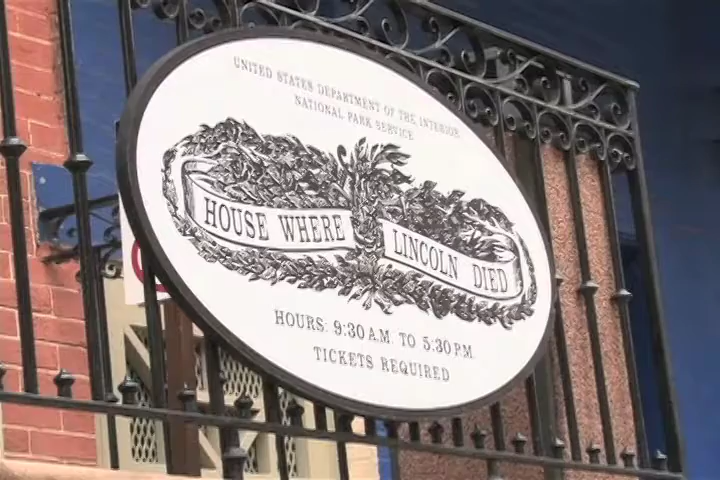 UNITED STATES DEPARTMENT OF THE INTERIOR
NATIONAL PARK SERVICE
HOUSE WHERE
LINCOLN DIED
HOURS: 9:30 A.M. TO 5:30 P.M.
TICKETS REQUIRED